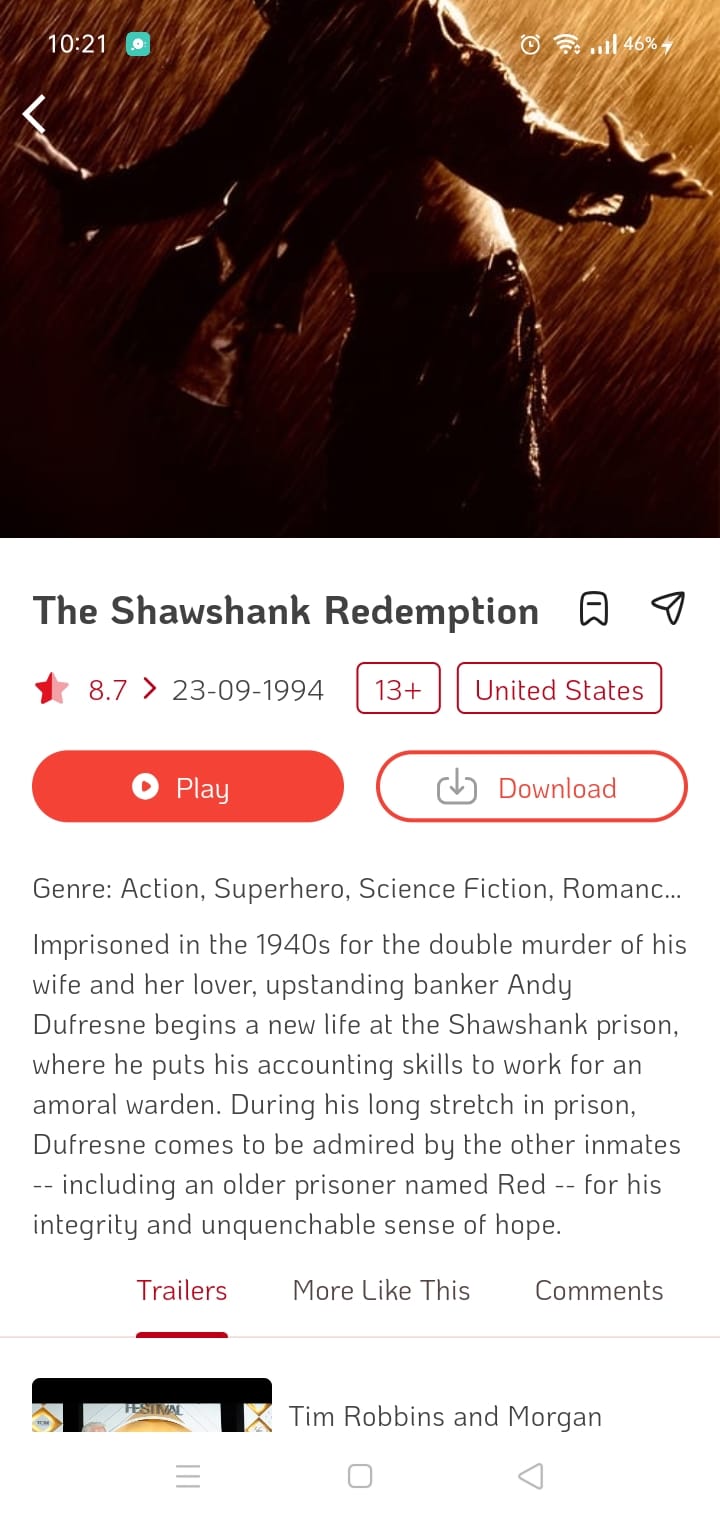 10:21 46%
The Shawshank Redemption
8.7 23-09-1994 13+ United States
Play Download
Genre: Action, Superhero, Science Fiction, Romanc...
Imprisoned in the 1940s for the double murder of his
wife and her lover, upstanding banker Andy
Dufresne begins a new life at the Shawshank prison,
where he puts his accounting skills to work for an
amoral warden. During his long stretch in prison,
Dufresne comes to be admired by the other inmates
-- including an older prisoner named Red -- for his
integrity and unquenchable sense of hope.
Trailers More Like This Comments
FESTIVAL
TCM
Tim Robbins and Morgan